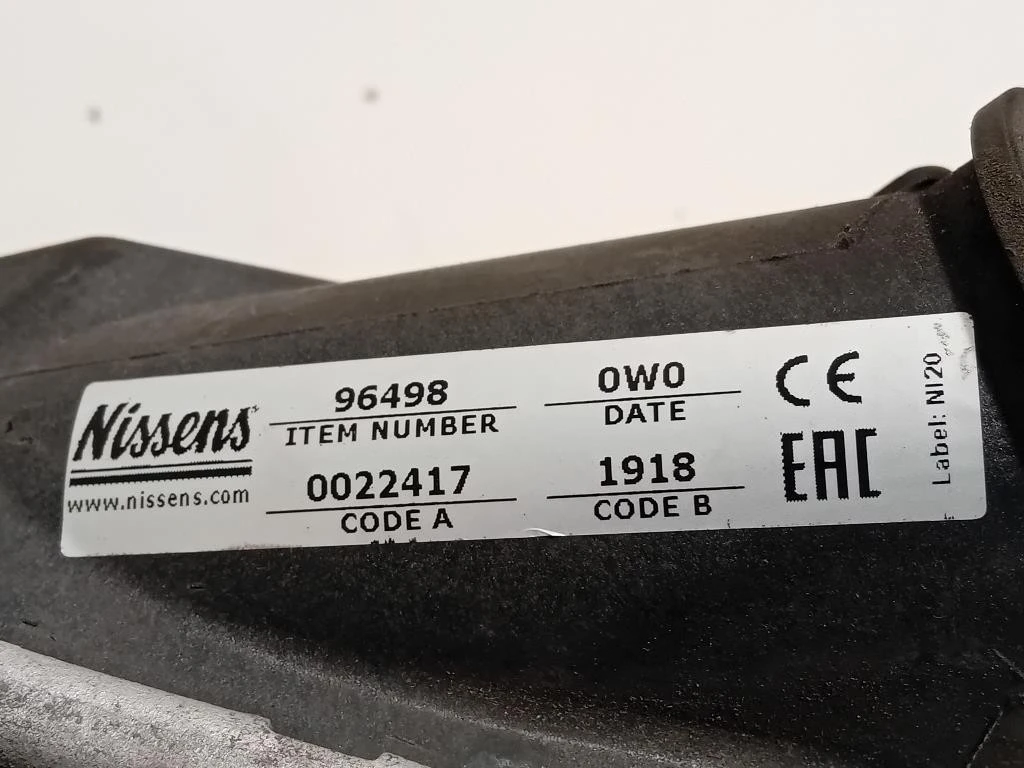 Nissens
www.nissens.com
96498
ITEM NUMBER
0022417
CODE A
0W0
DATE
1918
CODE B
CE
EAC
Label: NI20